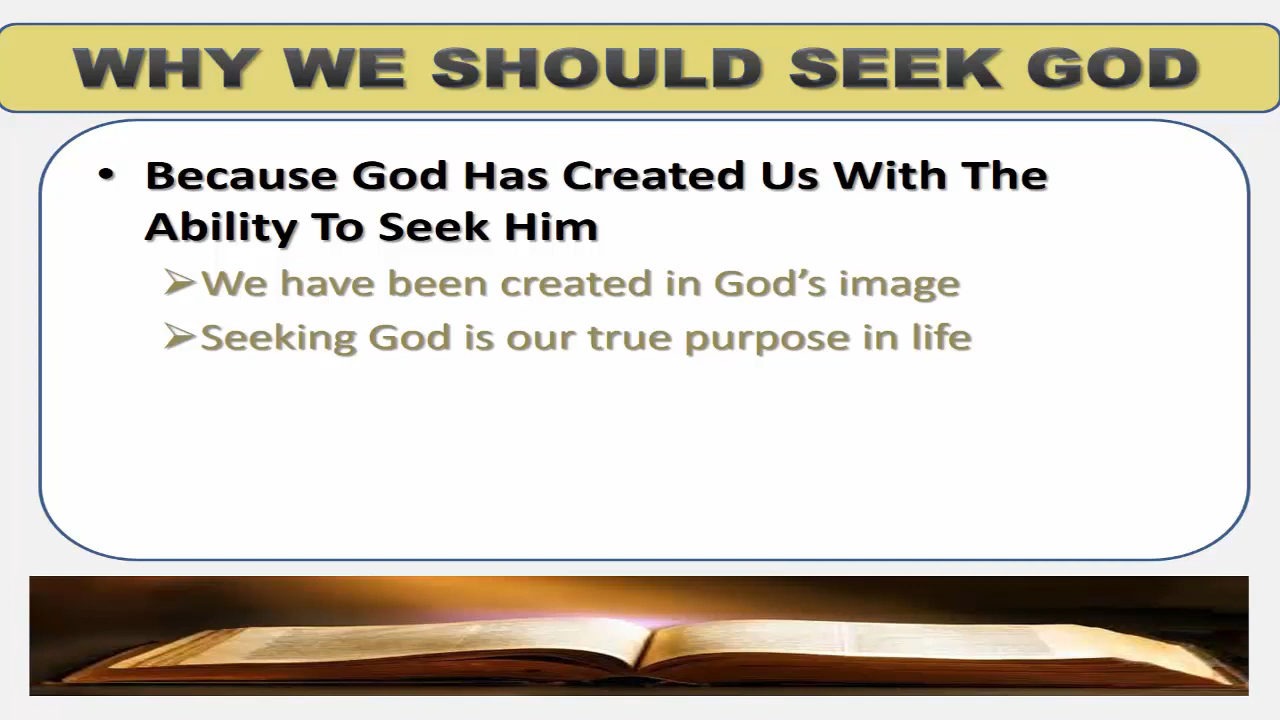 WHY WE SHOULD SEEK GOD
• Because God Has Created Us With The
Ability To Seek Him
➢We have been created in God’s image
➢Seeking God is our true purpose in life